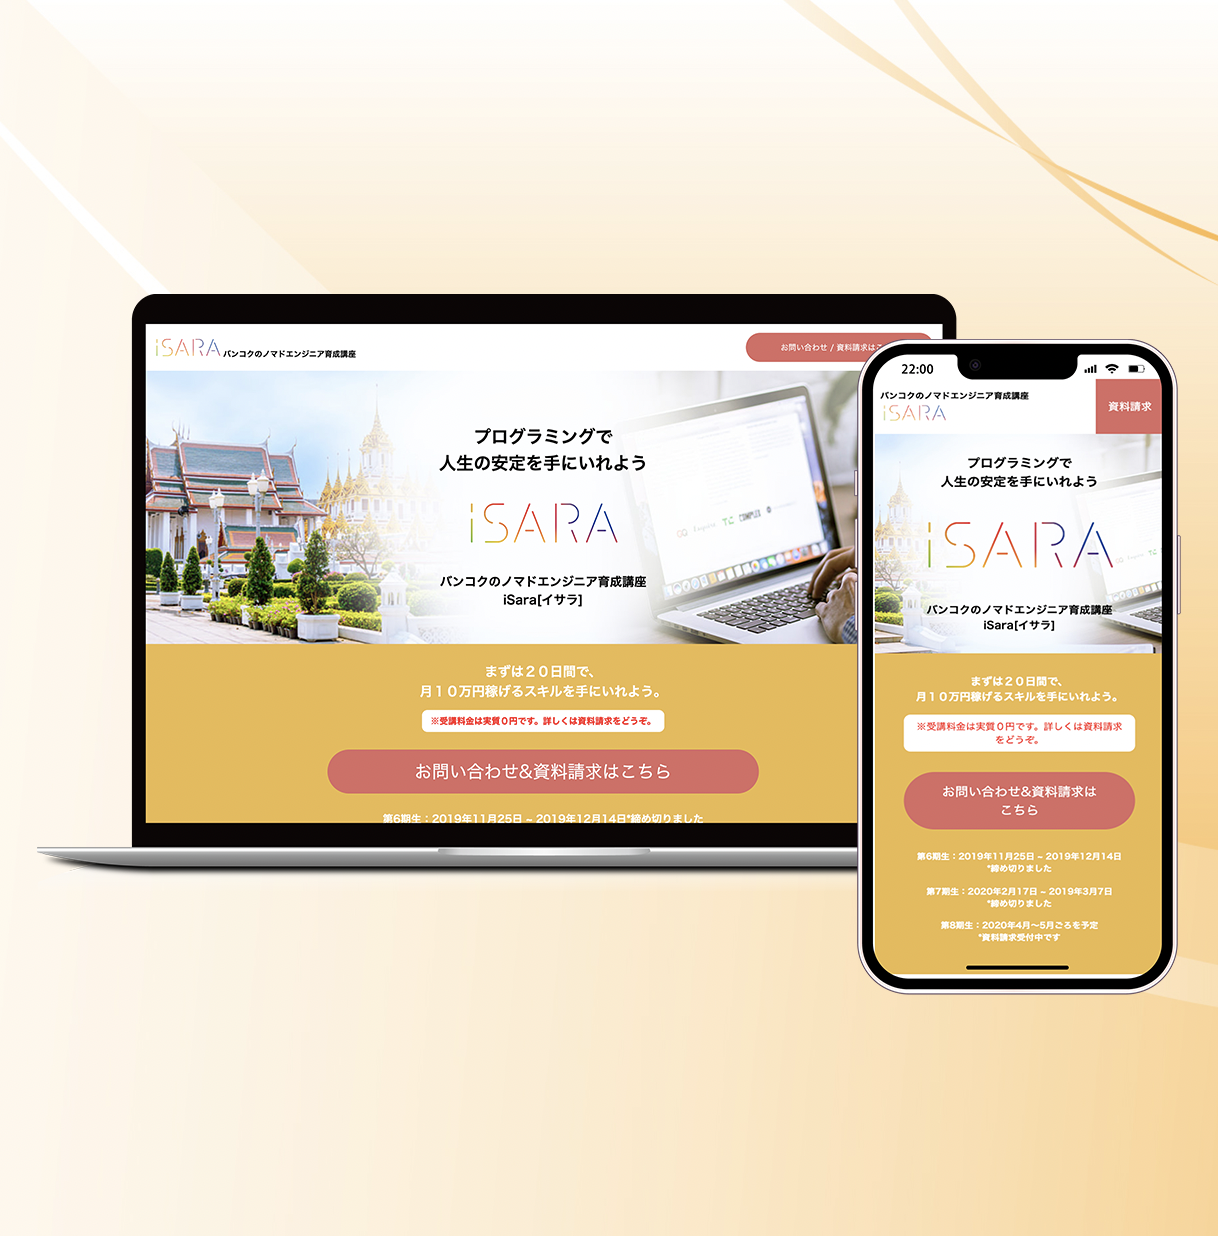 iSARA バンコクのノマドエンジニア育成講座
プログラミングで
人生の安定を手にいれよう
iSARA
バンコクのノマドエンジニア育成講座
iSara[イサラ]
まずは２０日間で、
月１０万円稼げるスキルを手にいれよう。
※受講料金は実質０円です。詳しくは資料請求をどうぞ。
お問い合わせ&資料請求はこちら
第6期生：2019年11月25日 ~ 2019年12月14日*締め切りました
お問い合わせ / 資料請求は
22:00
バンコクのノマドエンジニア育成講座
iSARA
資料請求
プログラミングで
人生の安定を手にいれよう
iSARA
バンコクのノマドエンジニア育成講座
iSara[イサラ]
まずは２０日間で、
月１０万円稼げるスキルを手にいれよう。
※受講料金は実質０円です。詳しくは資料請求
をどうぞ。
お問い合わせ&資料請求は
こちら
第6期生：2019年11月25日 ~ 2019年12月14日
*締め切りました
第7期生：2020年2月17日 ~ 2019年3月7日
*締め切りました
第8期生：2020年4月〜5月ごろを予定
*資料請求受付中です